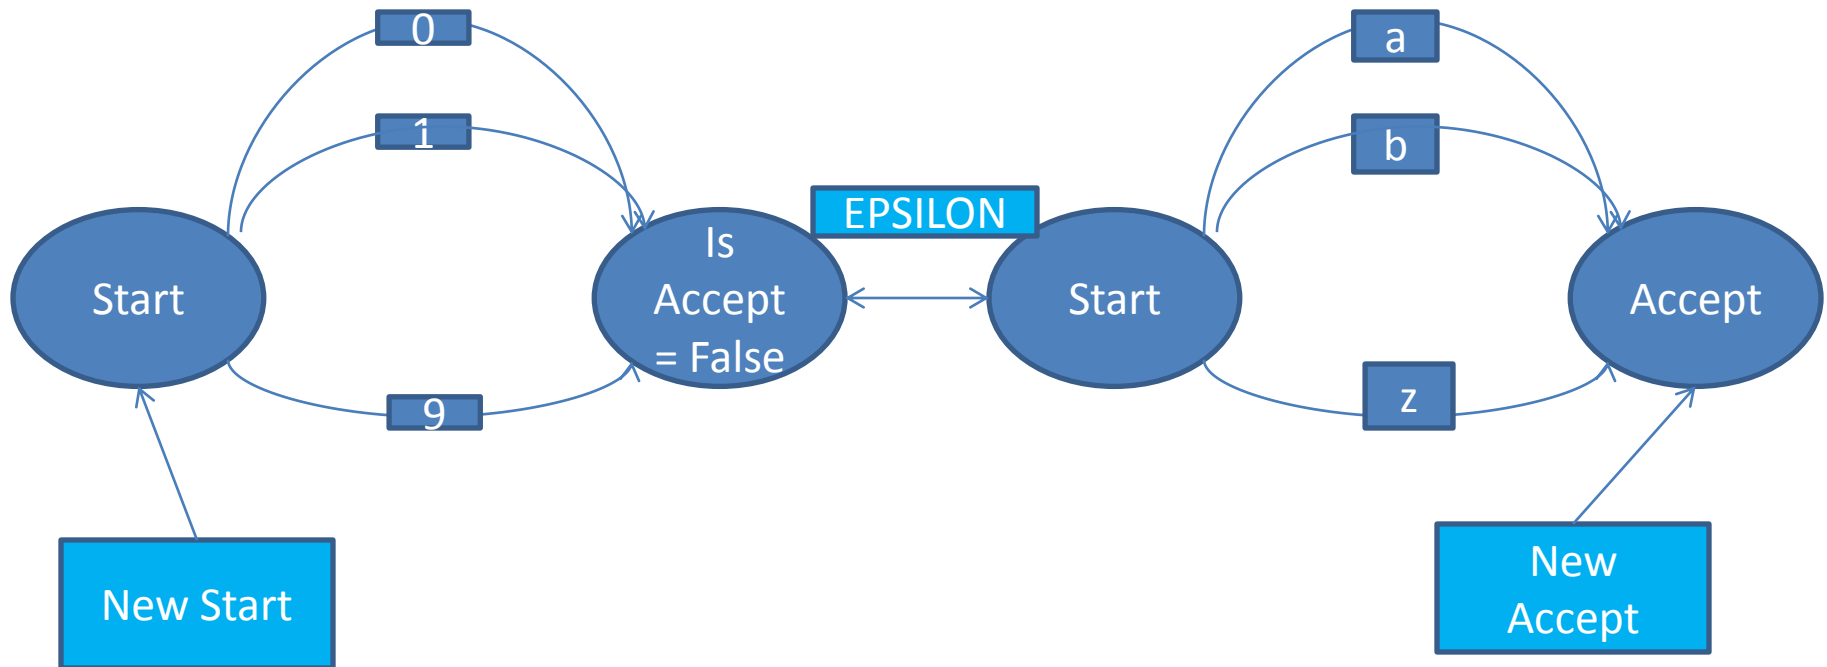 0
1
9
Start
Is
Accept
= False
EPSILON
Start
a
b
z
Accept
New Start
New
Accept